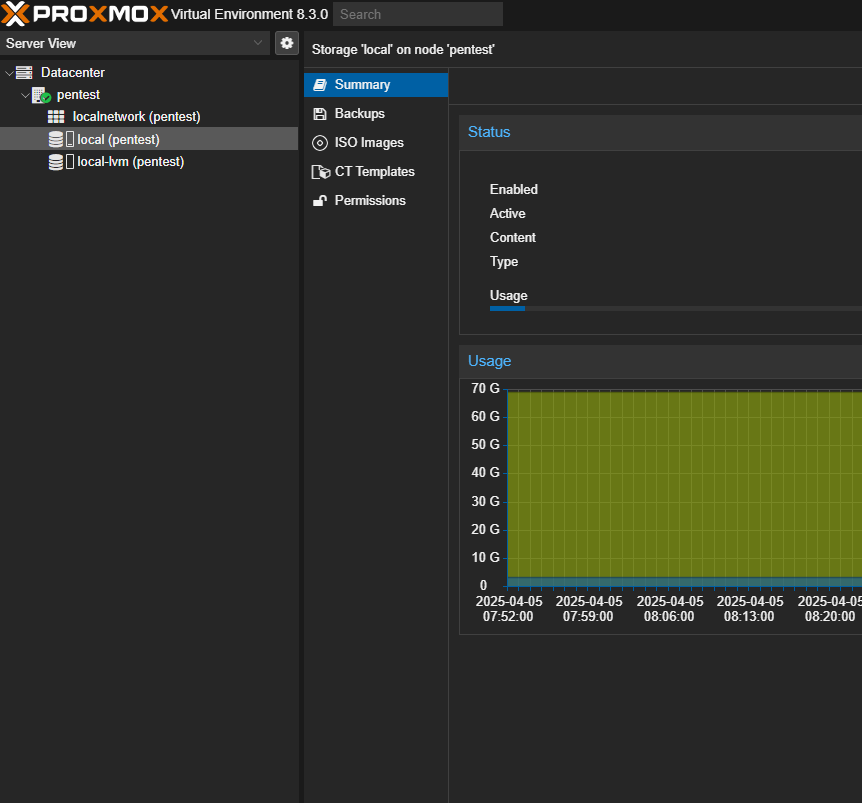 PROXMOX Virtual Environment 8.3.0 Search
Server View
Datacenter
pentest
localnetwork (pentest)
local (pentest)
local-lvm (pentest)
Storage 'local' on node 'pentest'
Summary
Backups
ISO Images
CT Templates
Permissions
Status
Enabled
Active
Content
Type
Usage
Usage
70 G
60 G
50 G
40 G
30 G
20 G
10 G
0
2025-04-05 2025-04-05 2025-04-05 2025-04-05 2025-04-05
07:52:00 07:59:00 08:06:00 08:13:00 08:20:00